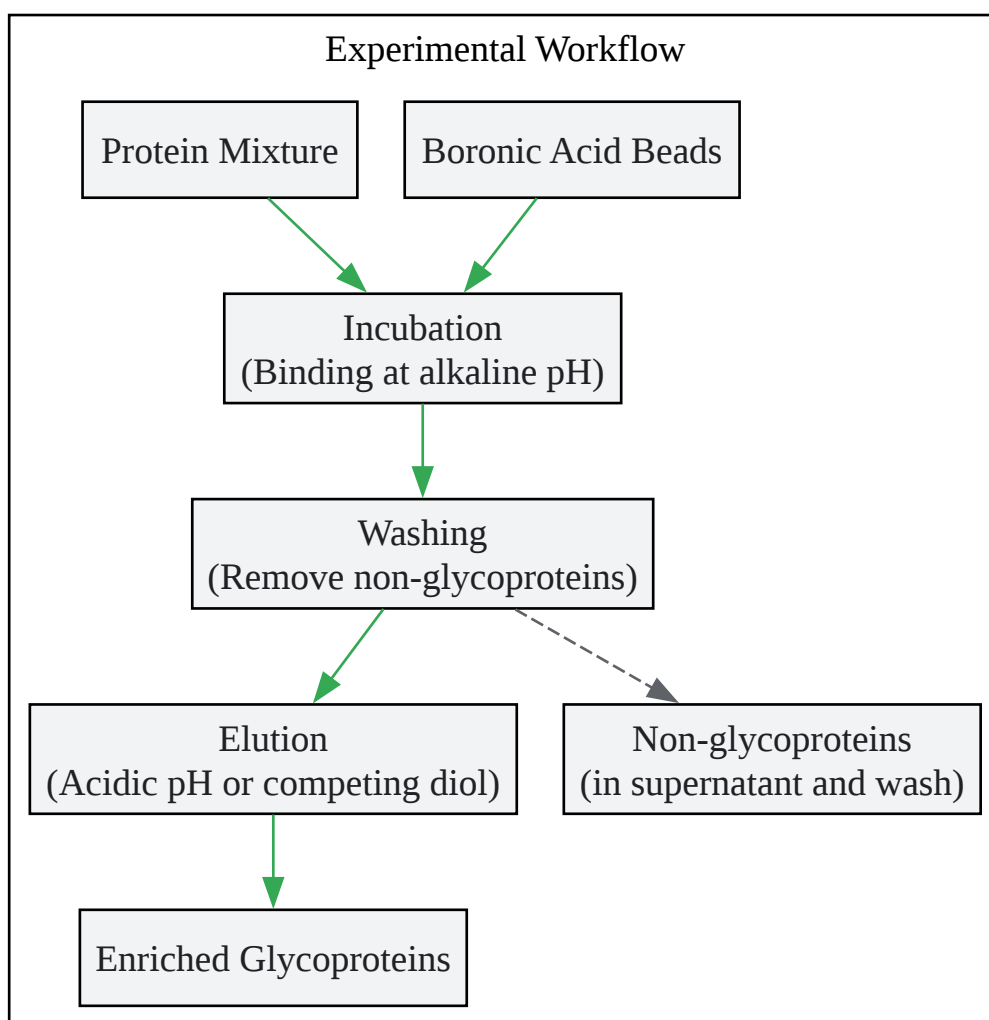 Experimental Workflow
Protein Mixture
Boronic Acid Beads
Incubation
(Binding at alkaline pH)
Washing
(Remove non-glycoproteins)
Elution
(Acidic pH or competing diol)
Non-glycoproteins
(in supernatant and wash)
Enriched Glycoproteins